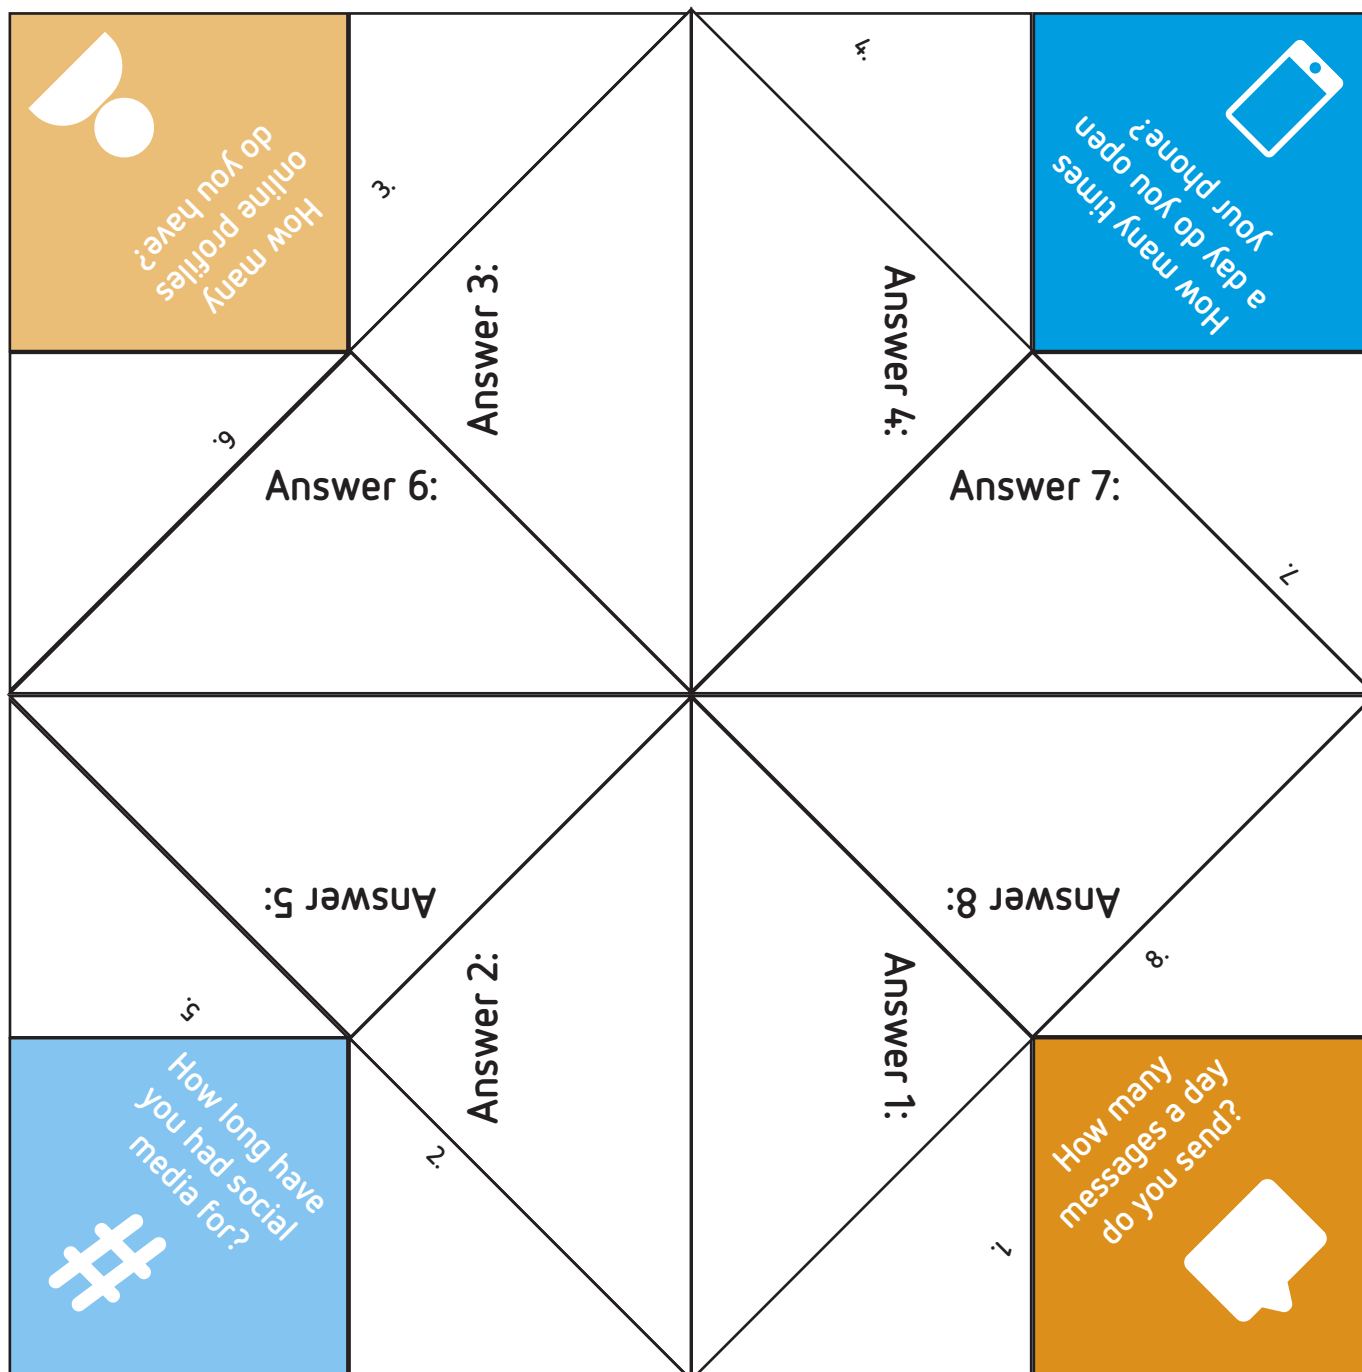 How many
online profiles
do you have?
3.
4.
How many times
a day do you open
your phone?
Answer 3:
Answer 4:
6.
Answer 6:
Answer 7:
7.
Answer 5:
Answer 8:
5.
Answer 2:
Answer 1:
8.
How long have
you had social
media for?
2.
1.
How many
messages a day
do you send?